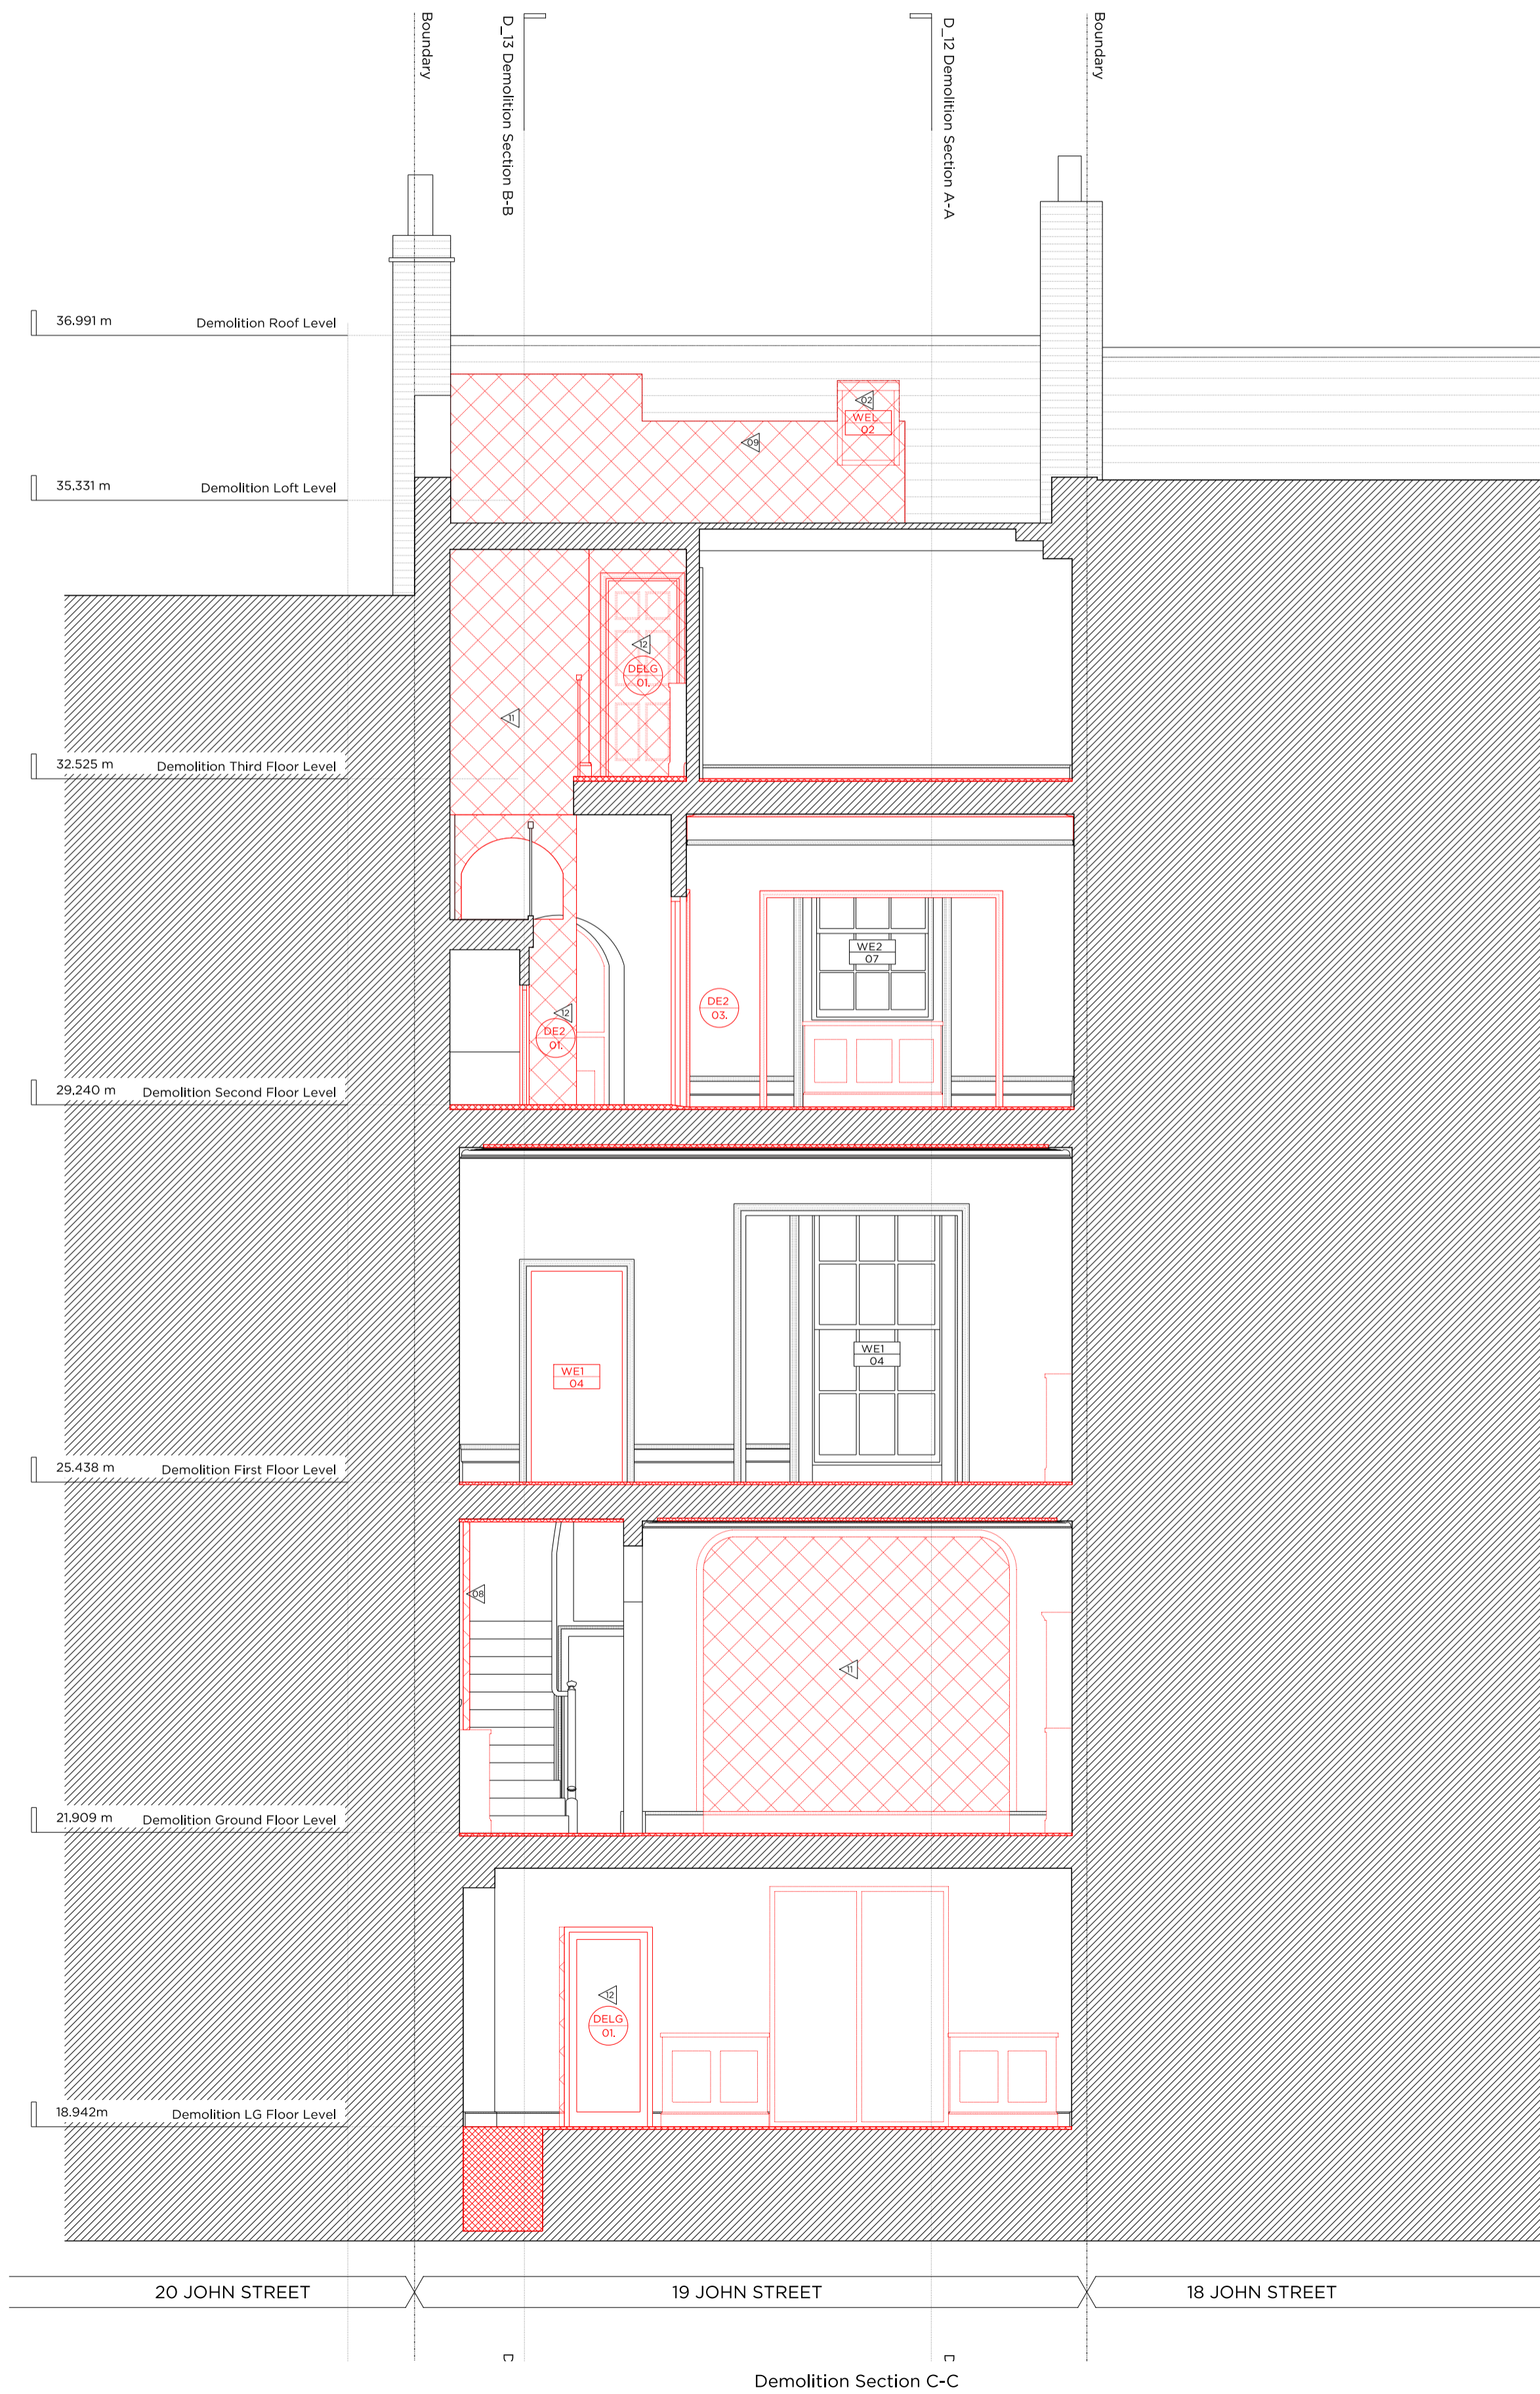 Boundary
D_13 Demolition Section B-B
D_12 Demolition Section A-A
Boundary
36.991 m
Demolition Roof Level
02
WEL
02
09
35.331 m
Demolition Loft Level
12
DELG
01.
11
32.525 m
Demolition Third Floor Level
WE2
07
DE2
03.
12
DE2
01.
29.240 m
Demolition Second Floor Level
WE1
04
WE1
04
25.438 m
Demolition First Floor Level
08
11
21.909 m
Demolition Ground Floor Level
12
DELG
01.
18.942m
Demolition LG Floor Level
20 JOHN STREET
19 JOHN STREET
18 JOHN STREET
Demolition Section C-C